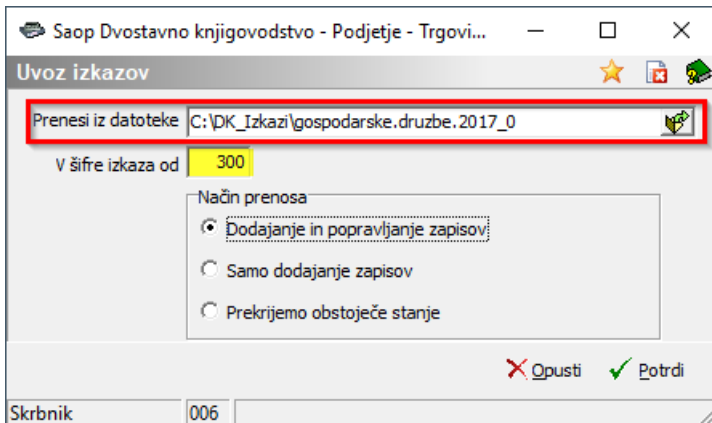 Saop Dvostavno knjigovodstvo - Podjetje - Trgovi...
Uvoz izkazov
Prenesi iz datoteke C:\DK_Izkazi\gospodarske.druzbe.2017_0
V šifre izkaza od 300
Način prenosa
Dodajanje in popravljanje zapisov
Samo dodajanje zapisov
Prekrijemo obstoječe stanje
Opusti Potrdi
Skrbnik 006